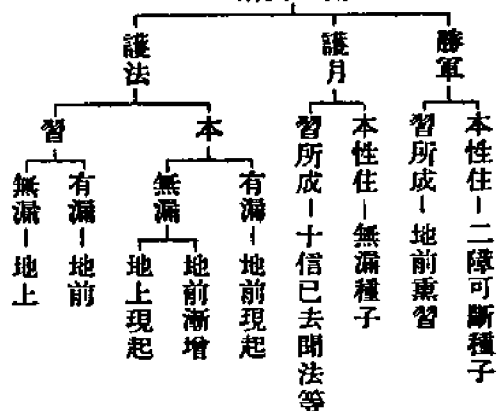 勝軍
本性住－二障可斷種子
習所成－地前熏習
護月
本性住－無漏種子
習所成－十信已去聞法等
護法
本
有漏－地前現起
無漏
地前漸增
地上現起
習
有漏－地前
無漏－地上